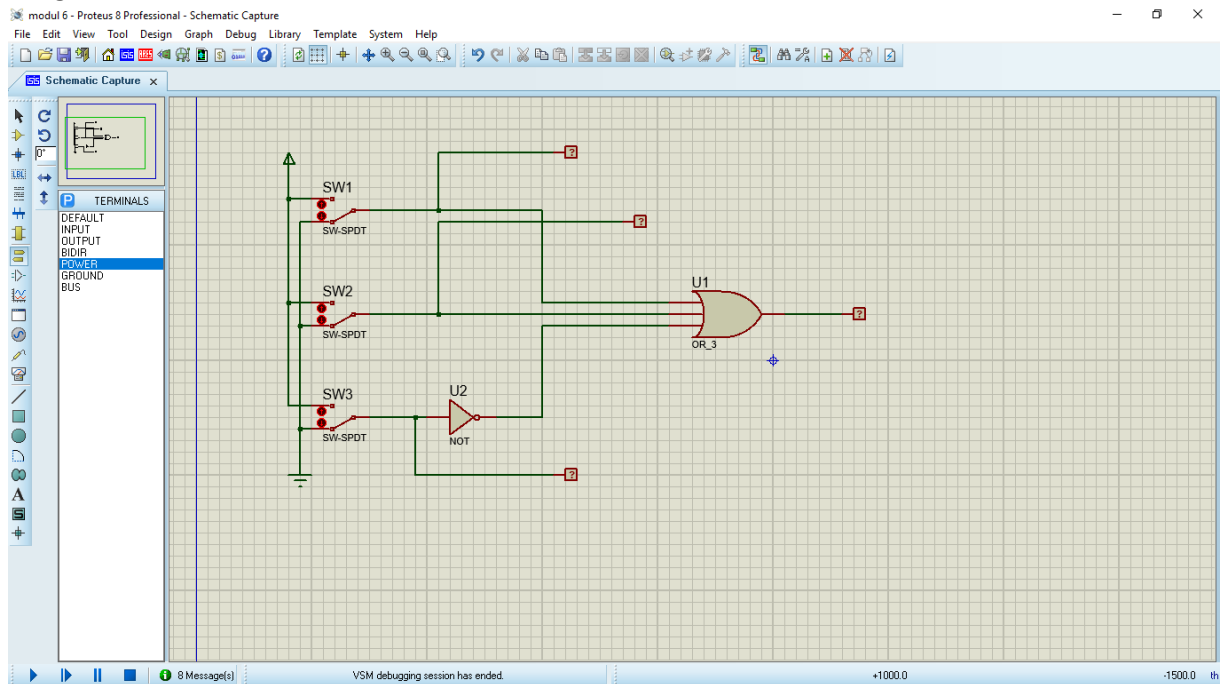 modul 6 - Proteus 8 Professional - Schematic Capture
File Edit View Tool Design Graph Debug Library Template System Help
Schematic Capture
0°
LBL
A
S
P TERMINALS
DEFAULT
INPUT
OUTPUT
BIDIR
POWER
GROUND
BUS
?
SW1
SW-SPDT
?
SW2
SW-SPDT
U1
OR_3
?
SW3
SW-SPDT
U2
NOT
?
8 Message(s)
VSM debugging session has ended.
+1000.0
-1500.0
th